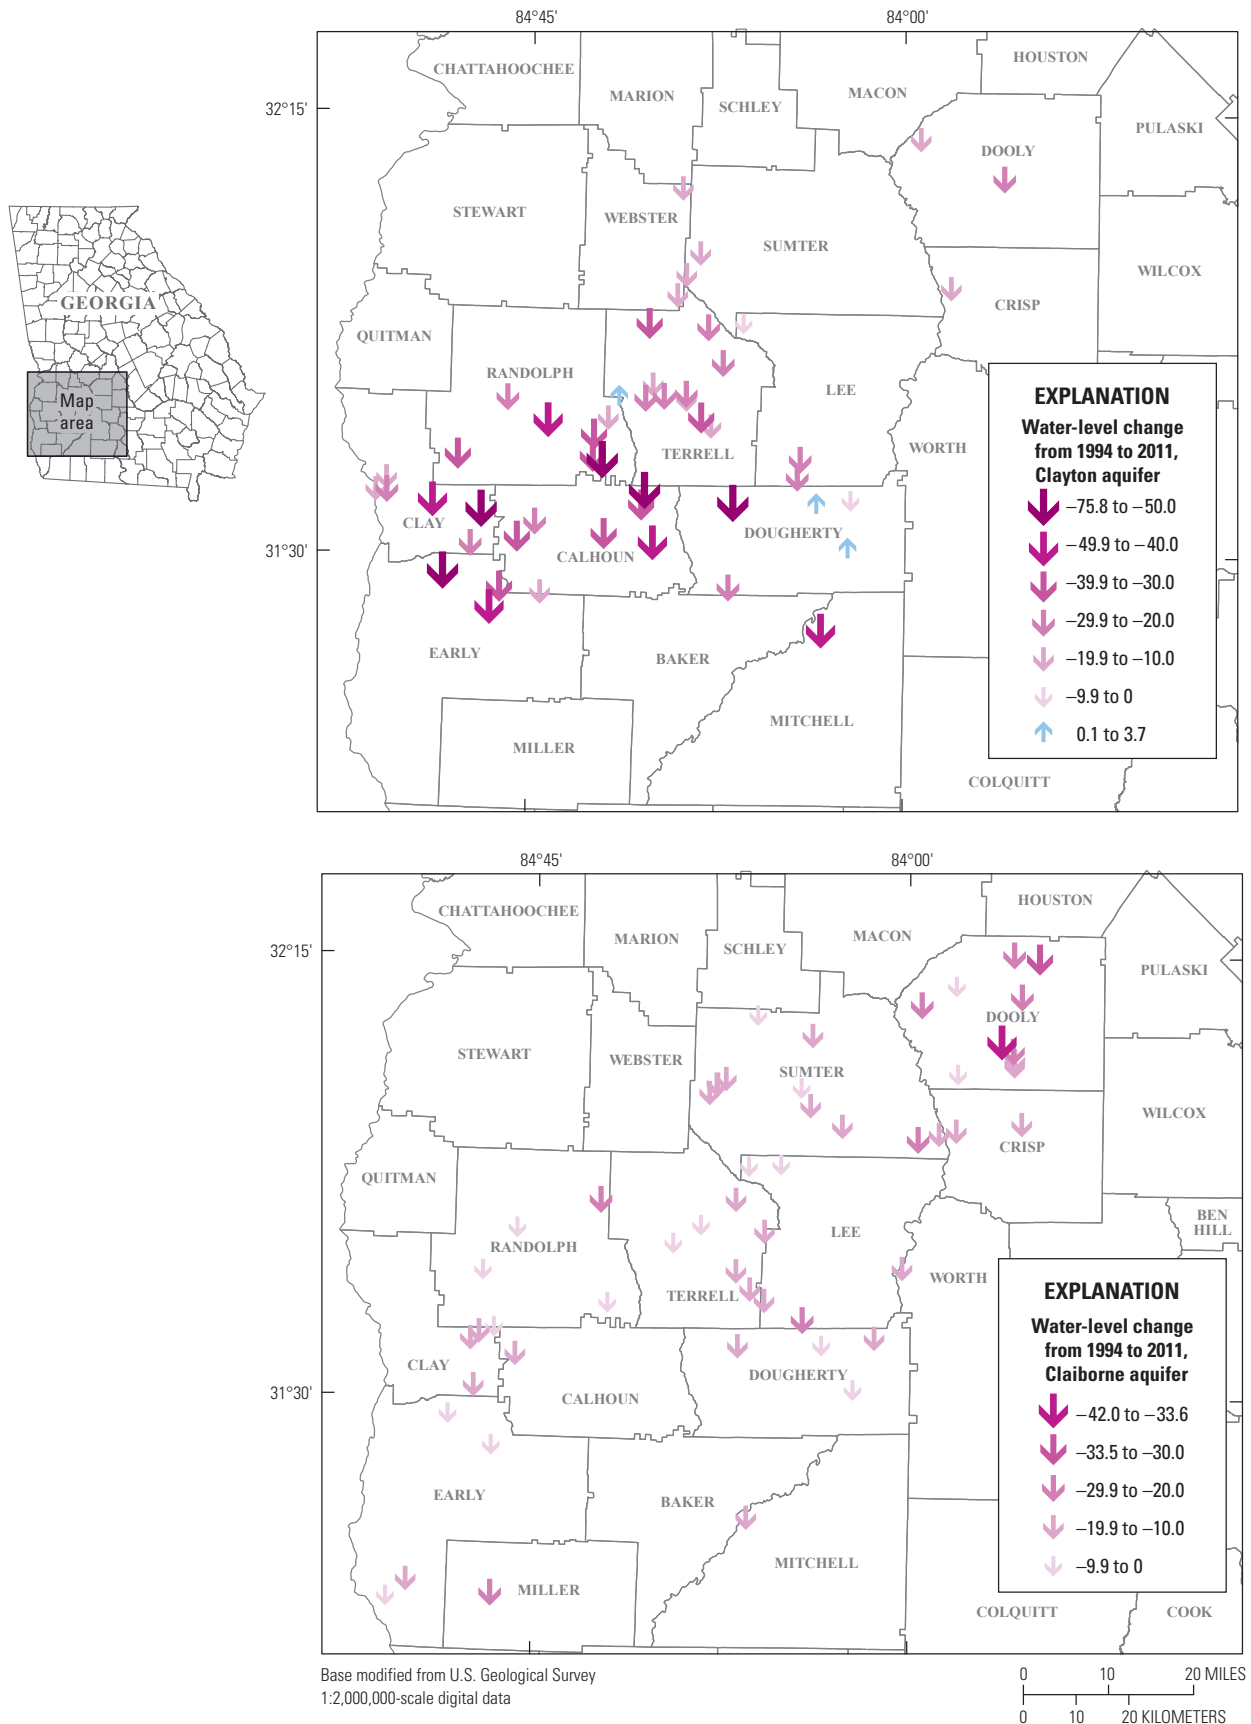 84°45'
84°00'
32°15'
31°30'
CHATTAHOOCHEE
MARION
SCHLEY
MACON
HOUSTON
PULASKI
DOOLY
STEWART
WEBSTER
SUMTER
WILCOX
CRISP
QUITMAN
RANDOLPH
LEE
TERRELL
WORTH
CLAY
CALHOUN
DOUGHERTY
EARLY
BAKER
MITCHELL
MILLER
COLQUITT
GEORGIA
Map
area
EXPLANATION
Water-level change
from 1994 to 2011,
Clayton aquifer
–75.8 to –50.0
–49.9 to –40.0
–39.9 to –30.0
–29.9 to –20.0
–19.9 to –10.0
–9.9 to 0
0.1 to 3.7
84°45'
84°00'
32°15'
31°30'
CHATTAHOOCHEE
MARION
SCHLEY
MACON
HOUSTON
PULASKI
DOOLY
STEWART
WEBSTER
SUMTER
WILCOX
CRISP
QUITMAN
BEN
HILL
RANDOLPH
LEE
TERRELL
WORTH
CLAY
CALHOUN
DOUGHERTY
EARLY
BAKER
MITCHELL
MILLER
COLQUITT
COOK
EXPLANATION
Water-level change
from 1994 to 2011,
Claiborne aquifer
–42.0 to –33.6
–33.5 to –30.0
–29.9 to –20.0
–19.9 to –10.0
–9.9 to 0
Base modified from U.S. Geological Survey
1:2,000,000-scale digital data
0 10 20 MILES
0 10 20 KILOMETERS